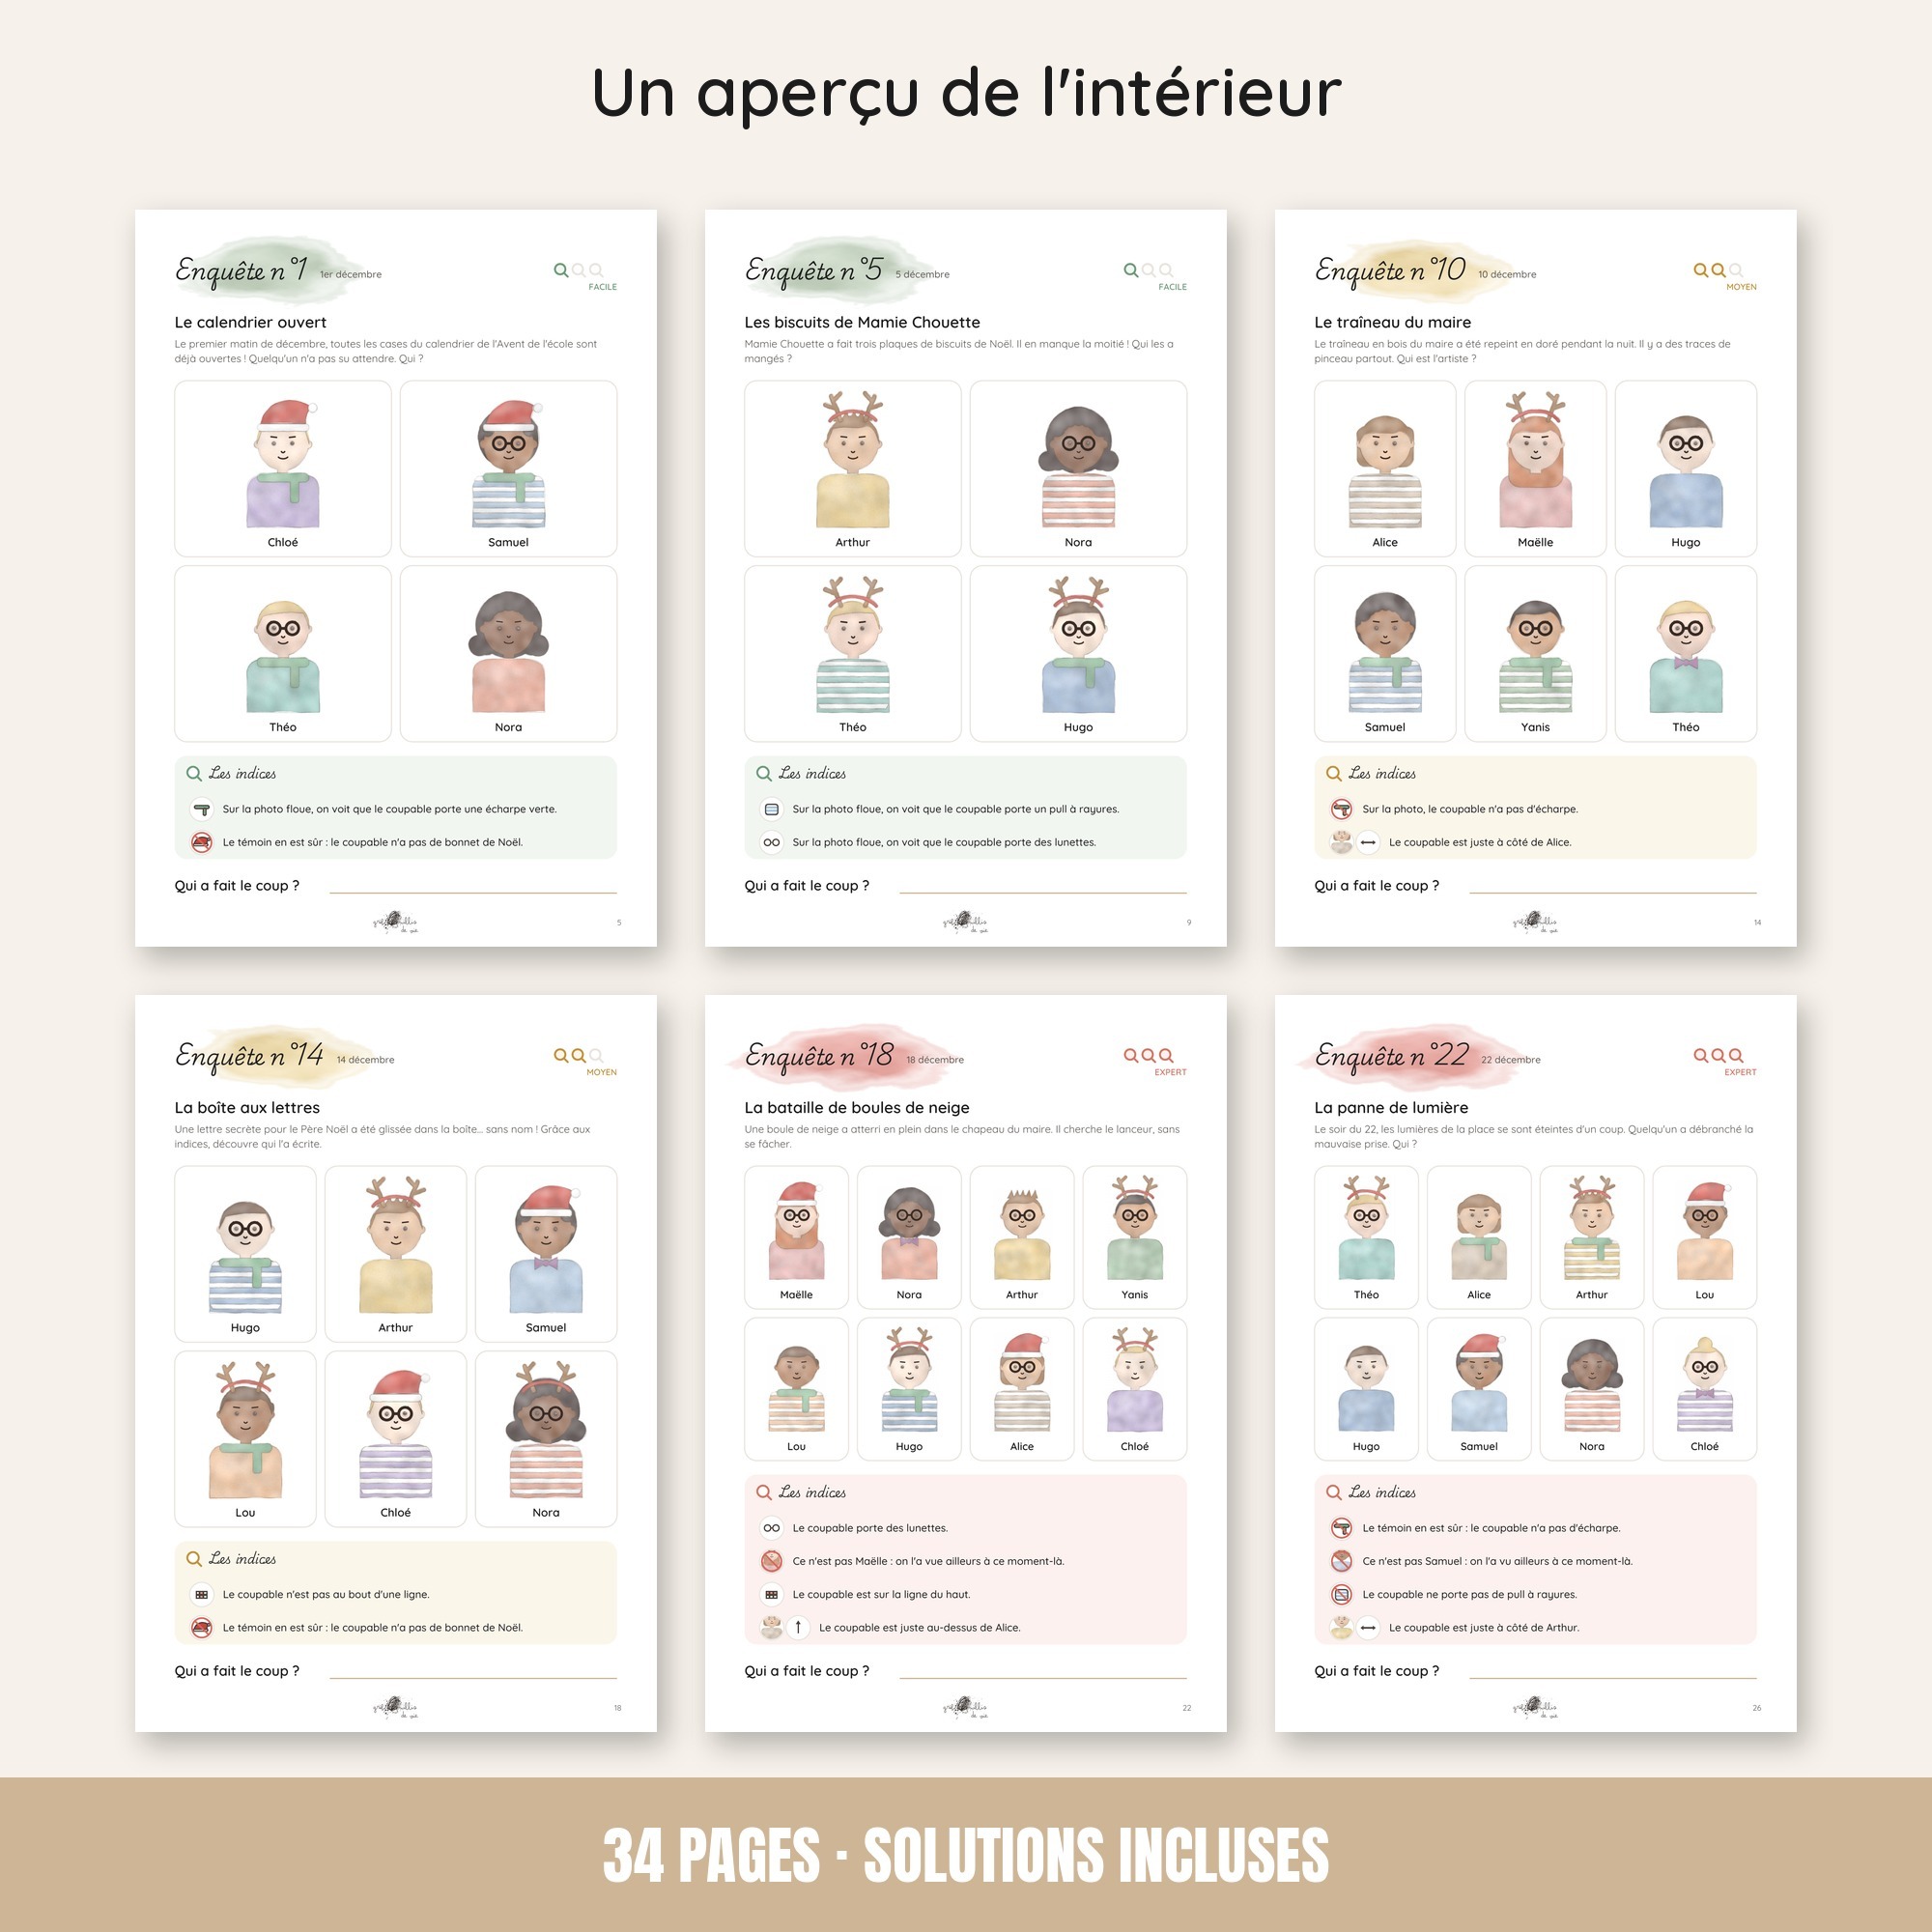 Un aperçu de l'intérieur
Enquête n°1 1er décembre
FACILE
Le calendrier ouvert
Le premier matin de décembre, toutes les cases du calendrier de l'Avent de l'école sont
déjà ouvertes ! Quelqu'un n'a pas su attendre. Qui ?
Chloé Samuel
Théo Nora
Les indices
Sur la photo floue, on voit que le coupable porte une écharpe verte.
Le témoin en est sûr : le coupable n'a pas de bonnet de Noël.
Qui a fait le coup ?
5
Enquête n°5 5 décembre
FACILE
Les biscuits de Mamie Chouette
Mamie Chouette a fait trois plaques de biscuits de Noël. Il en manque la moitié ! Qui les a
mangés ?
Arthur Nora
Théo Hugo
Les indices
Sur la photo floue, on voit que le coupable porte un pull à rayures.
Sur la photo floue, on voit que le coupable porte des lunettes.
Qui a fait le coup ?
9
Enquête n°10 10 décembre
MOYEN
Le traîneau du maire
Le traîneau en bois du maire a été repeint en doré pendant la nuit. Il y a des traces de
pinceau partout. Qui est l'artiste ?
Alice Maëlle Hugo
Samuel Yanis Théo
Les indices
Sur la photo, le coupable n'a pas d'écharpe.
Le coupable est juste à côté de Alice.
Qui a fait le coup ?
14
Enquête n°14 14 décembre
MOYEN
La boîte aux lettres
Une lettre secrète pour le Père Noël a été glissée dans la boîte... sans nom ! Grâce aux
indices, découvre qui l'a écrite.
Hugo Arthur Samuel
Lou Chloé Nora
Les indices
Le coupable n'est pas au bout d'une ligne.
Le témoin en est sûr : le coupable n'a pas de bonnet de Noël.
Qui a fait le coup ?
18
Enquête n°18 18 décembre
EXPERT
La bataille de boules de neige
Une boule de neige a atterri en plein dans le chapeau du maire. Il cherche le lanceur, sans
se fâcher.
Maëlle Nora Arthur Yanis
Lou Hugo Alice Chloé
Les indices
Le coupable porte des lunettes.
Ce n'est pas Maëlle : on l'a vue ailleurs à ce moment-là.
Le coupable est sur la ligne du haut.
Le coupable est juste au-dessus de Alice.
Qui a fait le coup ?
22
Enquête n°22 22 décembre
EXPERT
La panne de lumière
Le soir du 22, les lumières de la place se sont éteintes d'un coup. Quelqu'un a débranché la
mauvaise prise. Qui ?
Théo Alice Arthur Lou
Hugo Samuel Nora Chloé
Les indices
Le témoin en est sûr : le coupable n'a pas d'écharpe.
Ce n'est pas Samuel : on l'a vu ailleurs à ce moment-là.
Le coupable ne porte pas de pull à rayures.
Le coupable est juste à côté de Arthur.
Qui a fait le coup ?
26
34 PAGES · SOLUTIONS INCLUSES